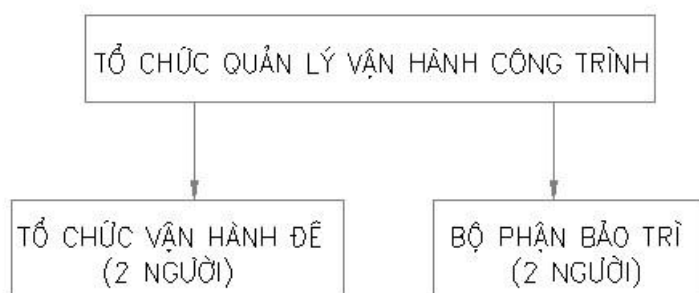 TỔ CHỨC QUẢN LÝ VẬN HÀNH CÔNG TRÌNH
TỔ CHỨC VẬN HÀNH ĐÊ
(2 NGƯỜI)
BỘ PHẬN BẢO TRÌ
(2 NGƯỜI)